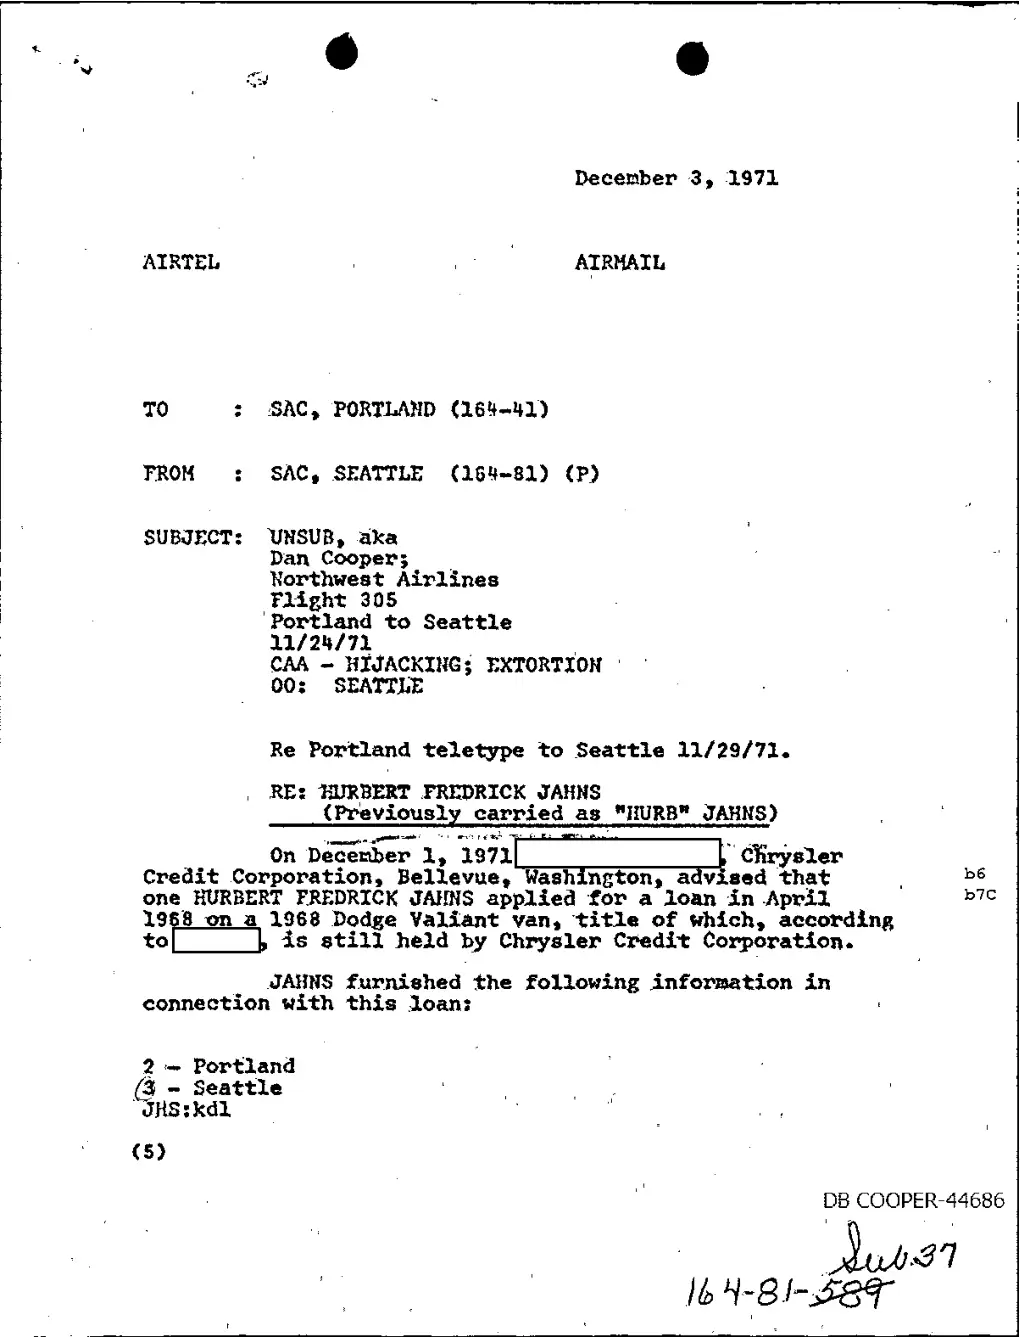 December 3, 1971
AIRTEL AIRMAIL
TO : SAC, PORTLAND (164-41)
FROM : SAC, SEATTLE (164-81) (P)
SUBJECT: UNSUB, aka
Dan Cooper;
Northwest Airlines
Flight 305
Portland to Seattle
11/24/71
CAA - HIJACKING; EXTORTION
OO: SEATTLE
Re Portland teletype to Seattle 11/29/71.
RE: HURBERT FREDRICK JAHNS
(Previously carried as "HURB" JAHNS)
On December 1, 1971 , Chrysler
Credit Corporation, Bellevue, Washington, advised that b6
one HURBERT FREDRICK JAHNS applied for a loan in April b7C
1968 on a 1968 Dodge Valiant van, title of which, according
to , is still held by Chrysler Credit Corporation.
JAHNS furnished the following information in
connection with this loan:
2 - Portland
3 - Seattle
JHS:kdl
(5)
DB COOPER-44686
Sub.37
164-81-589